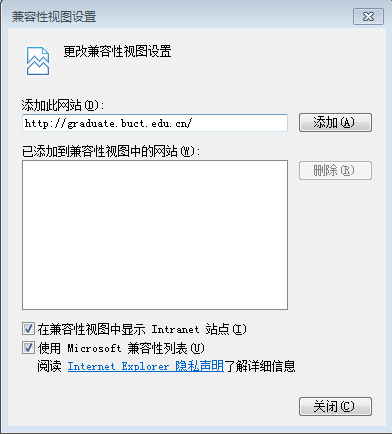 兼容性视图设置
更改兼容性视图设置
添加此网站(D):
http://graduate.buct.edu.cn/
添加(A)
已添加到兼容性视图中的网站(W):
删除(R)
在兼容性视图中显示 Intranet 站点(I)
使用 Microsoft 兼容性列表(U)
阅读 Internet Explorer 隐私声明了解详细信息
关闭(C)